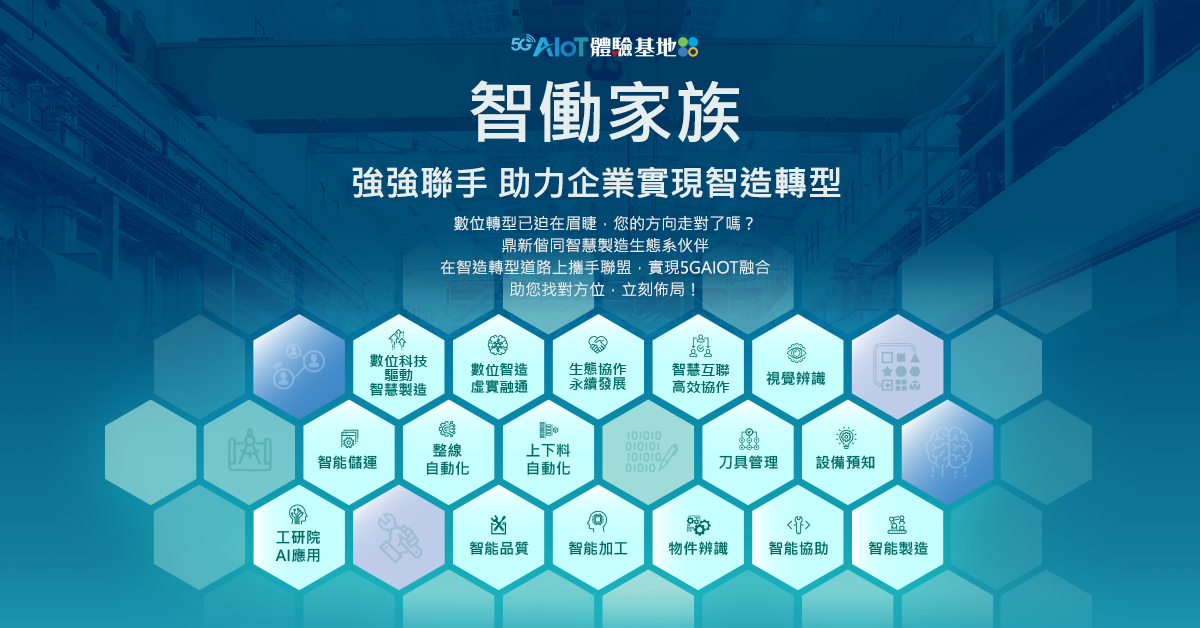 5G AIoT體驗基地
智働家族
強強聯手 助力企業實現智造轉型
數位轉型已迫在眉睫，您的方向走對了嗎？
鼎新偕同智慧製造生態系伙伴
在智造轉型道路上攜手聯盟，實現5GAIOT融合
助您找對方位，立刻佈局！
數位科技
驅動
智慧製造
數位智造
虛實融通
生態協作
永續發展
智慧互聯
高效協作
視覺辨識
智能儲運
整線
自動化
上下料
自動化
010101
010101
010101
刀具管理
設備預知
工研院
AI應用
智能品質
智能加工
物件辨識
智能協助
智能製造